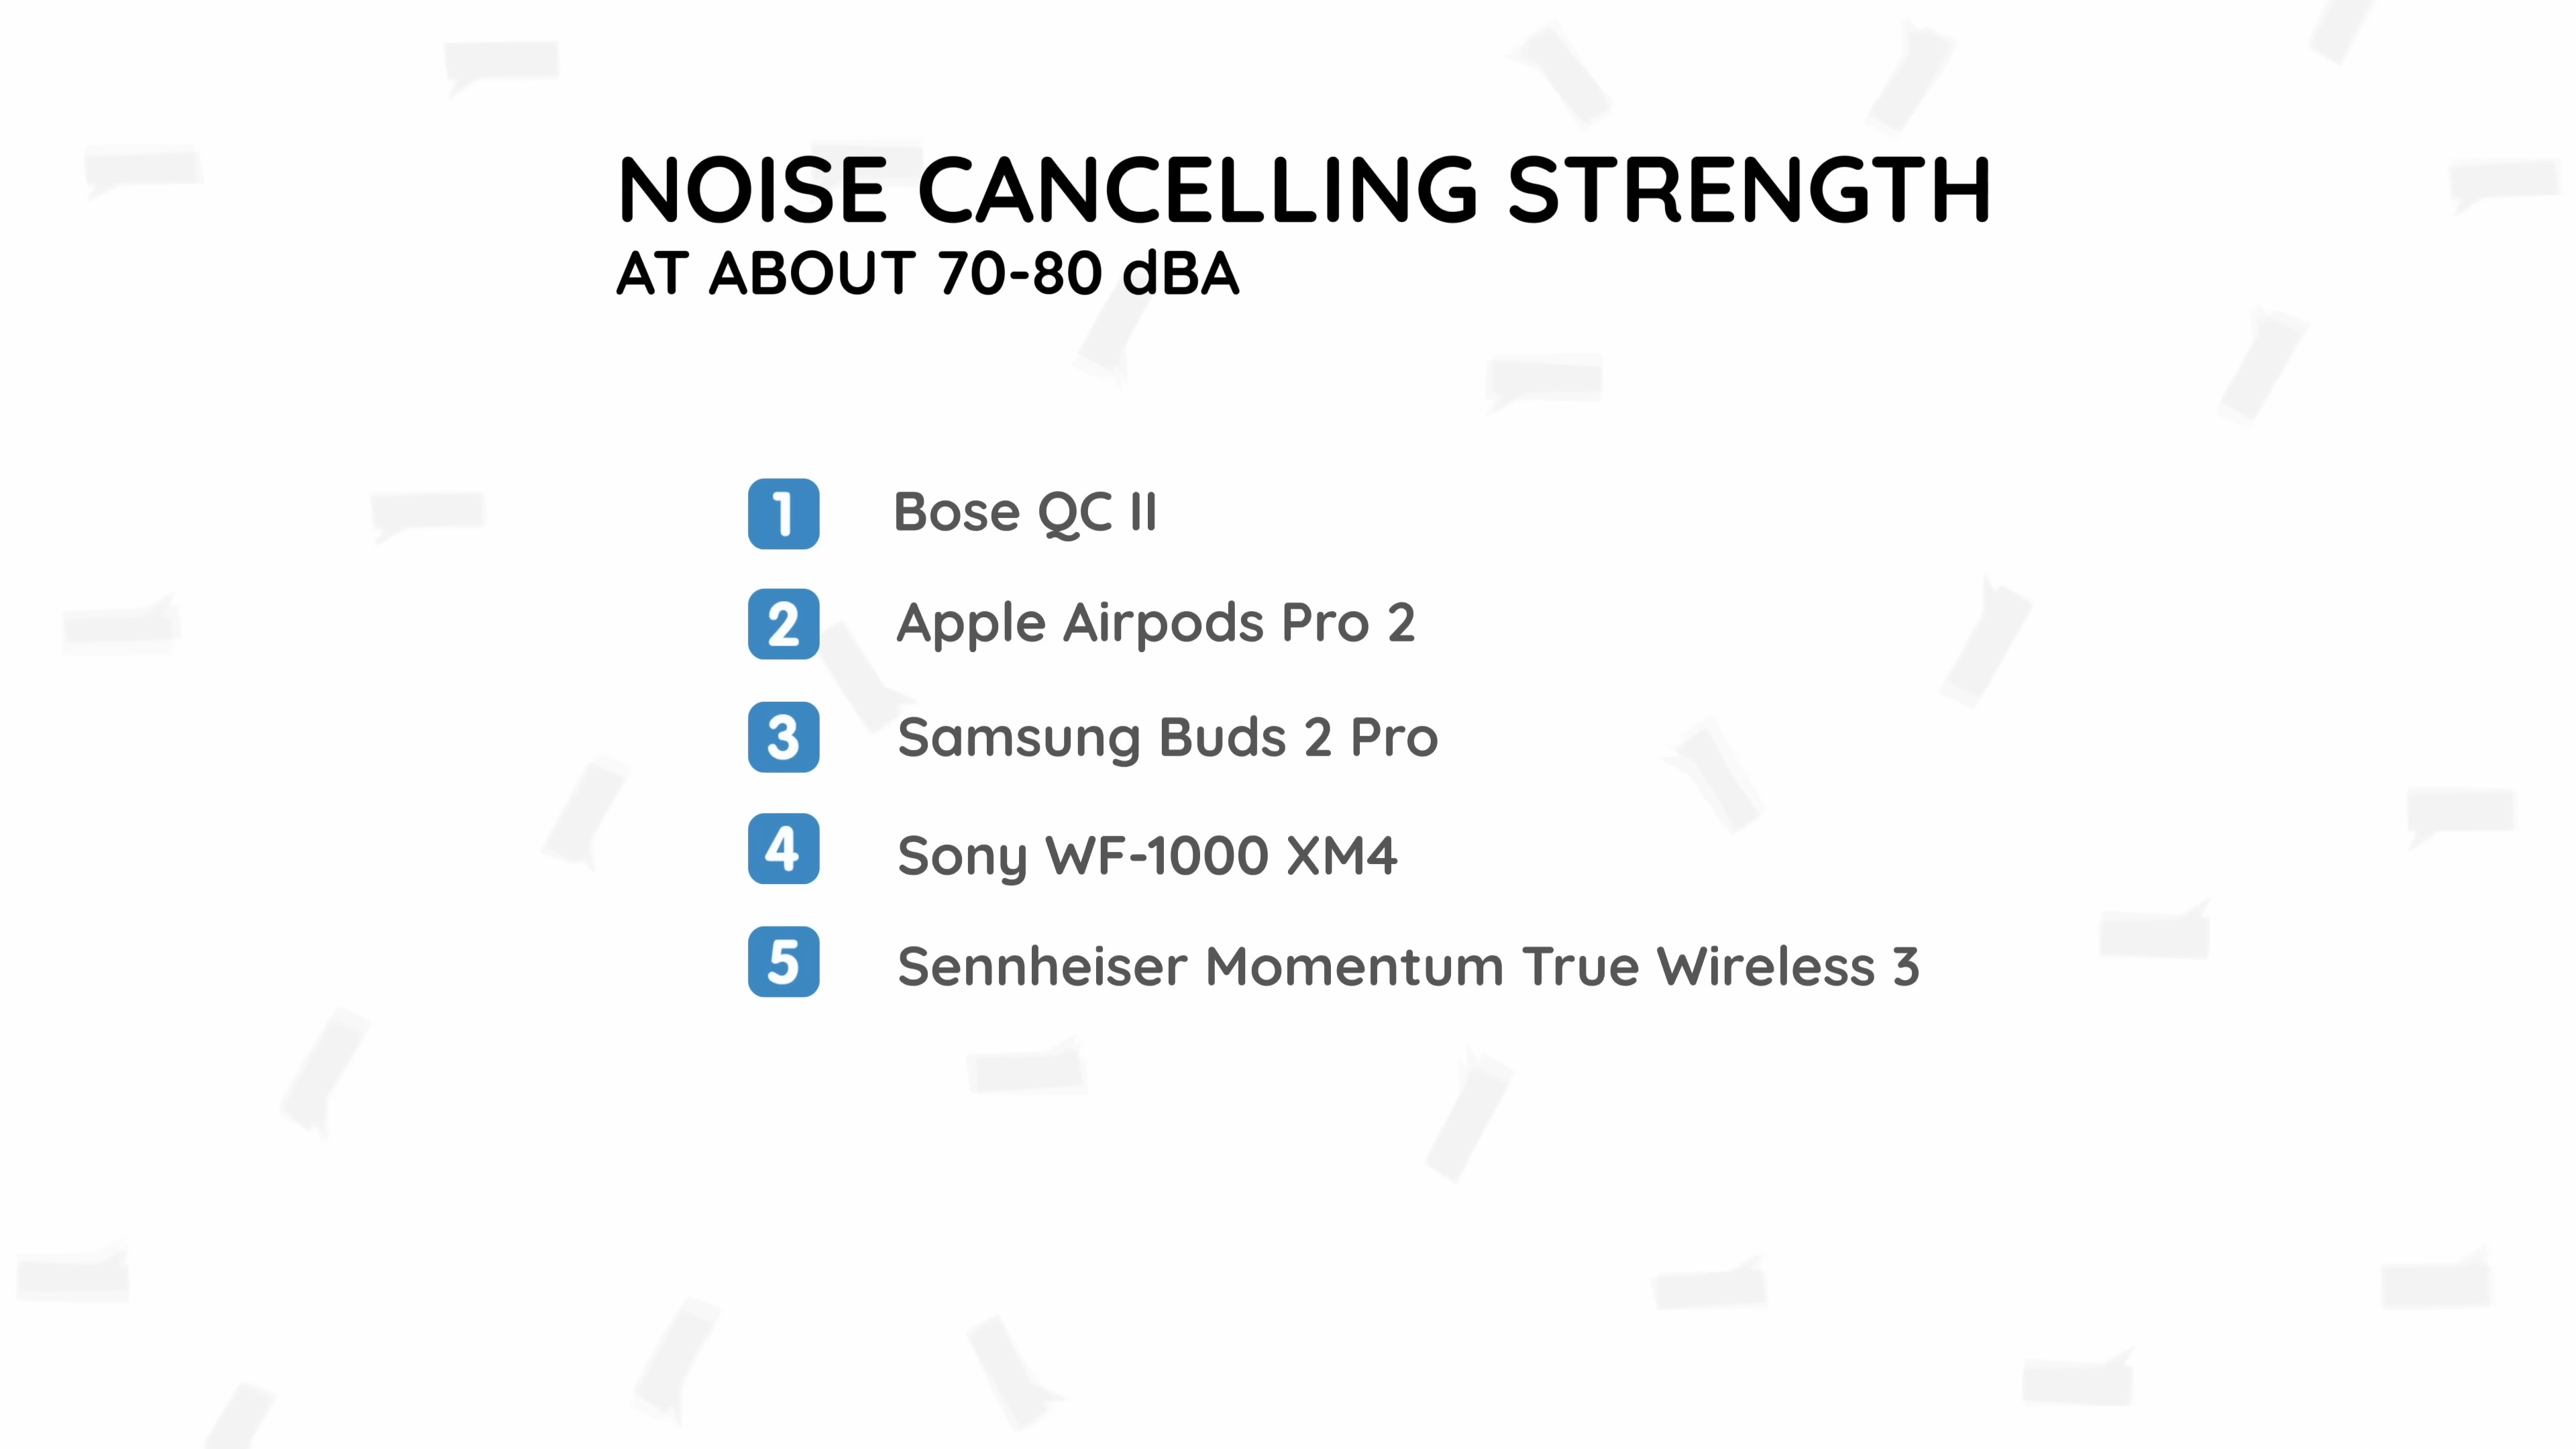 NOISE CANCELLING STRENGTH
AT ABOUT 70-80 dBA
1 Bose QC II
2 Apple Airpods Pro 2
3 Samsung Buds 2 Pro
4 Sony WF-1000 XM4
5 Sennheiser Momentum True Wireless 3